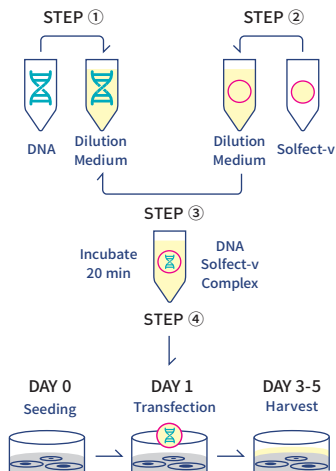 STEP ①
STEP ②
DNA
Dilution
Medium
Dilution
Medium
Solfect-v
STEP ③
Incubate
20 min
DNA
Solfect-v
Complex
STEP ④
DAY 0
Seeding
DAY 1
Transfection
DAY 3-5
Harvest